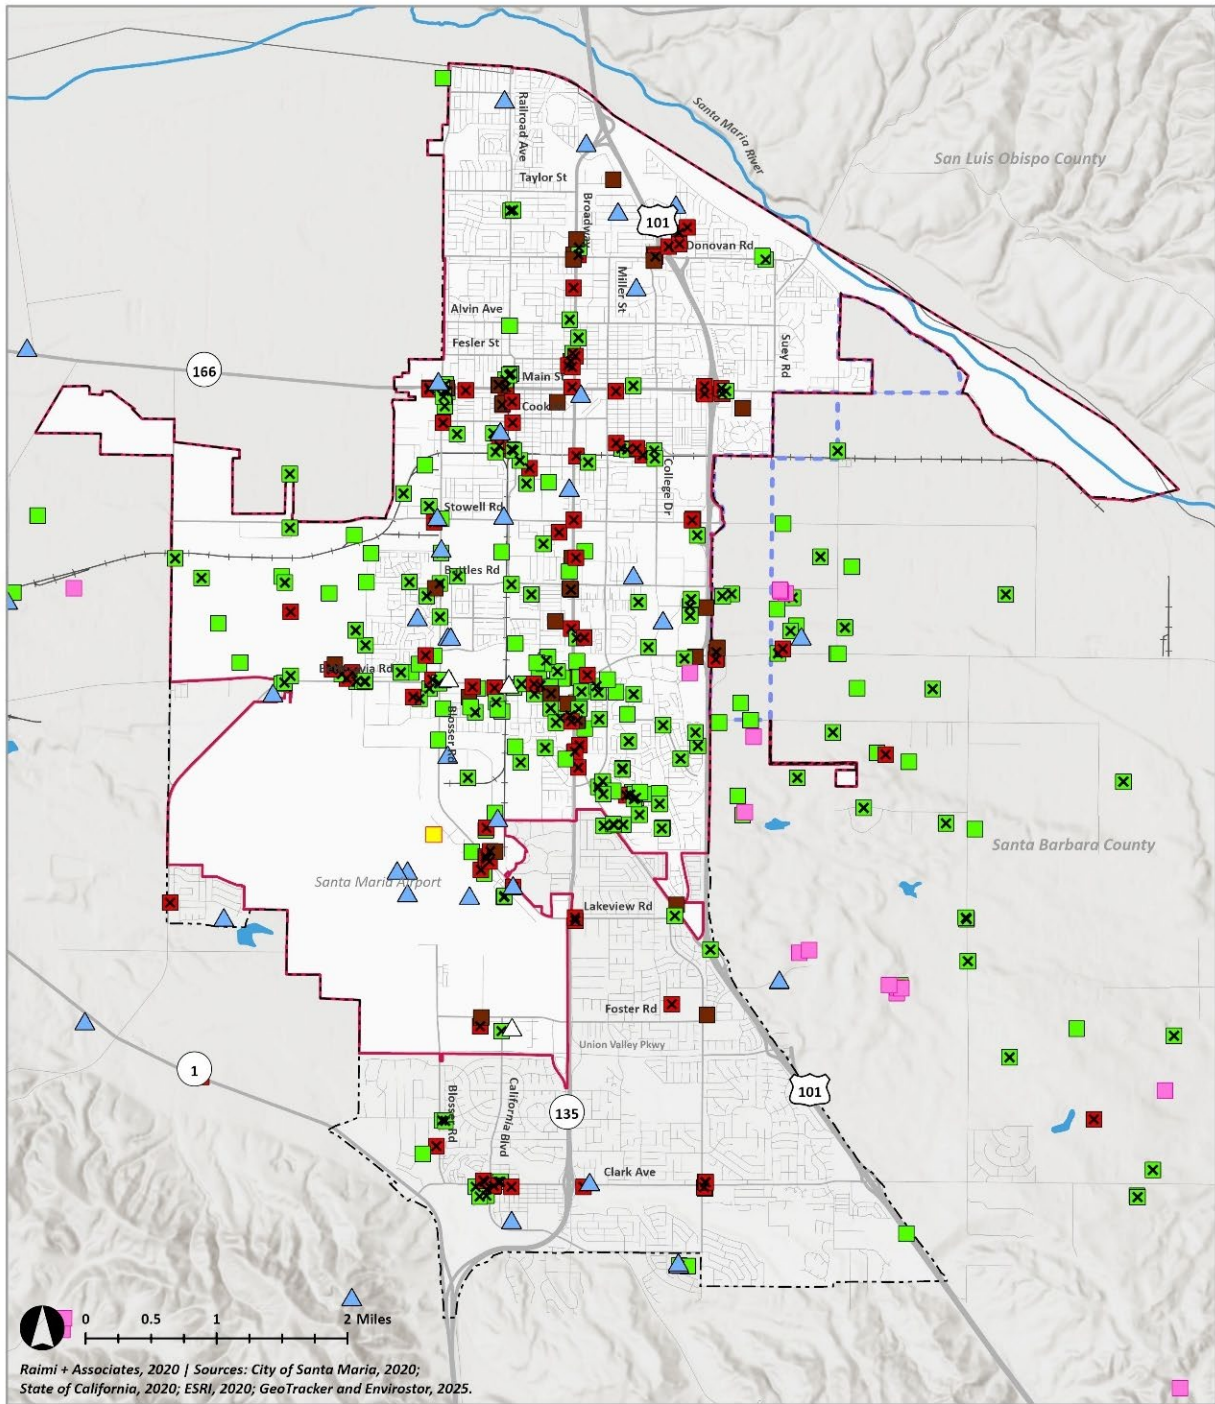 Railroad Ave
Santa Maria River
San Luis Obispo County
Taylor St
Broadway
101
Donovan Rd
Miller St
Alvin Ave
Fesler St
Suey Rd
166
Main St
Cook
College Dr
Stowell Rd
Battles Rd
Blosser Rd
Santa Barbara County
Santa Maria Airport
Lakeview Rd
Foster Rd
Union Valley Pkwy
1
101
Blosser Rd
California Blvd
135
Clark Ave
0 0.5 1 2 Miles
Raimi + Associates, 2020 | Sources: City of Santa Maria, 2020;
State of California, 2020; ESRI, 2020; GeoTracker and Envirostor, 2025.